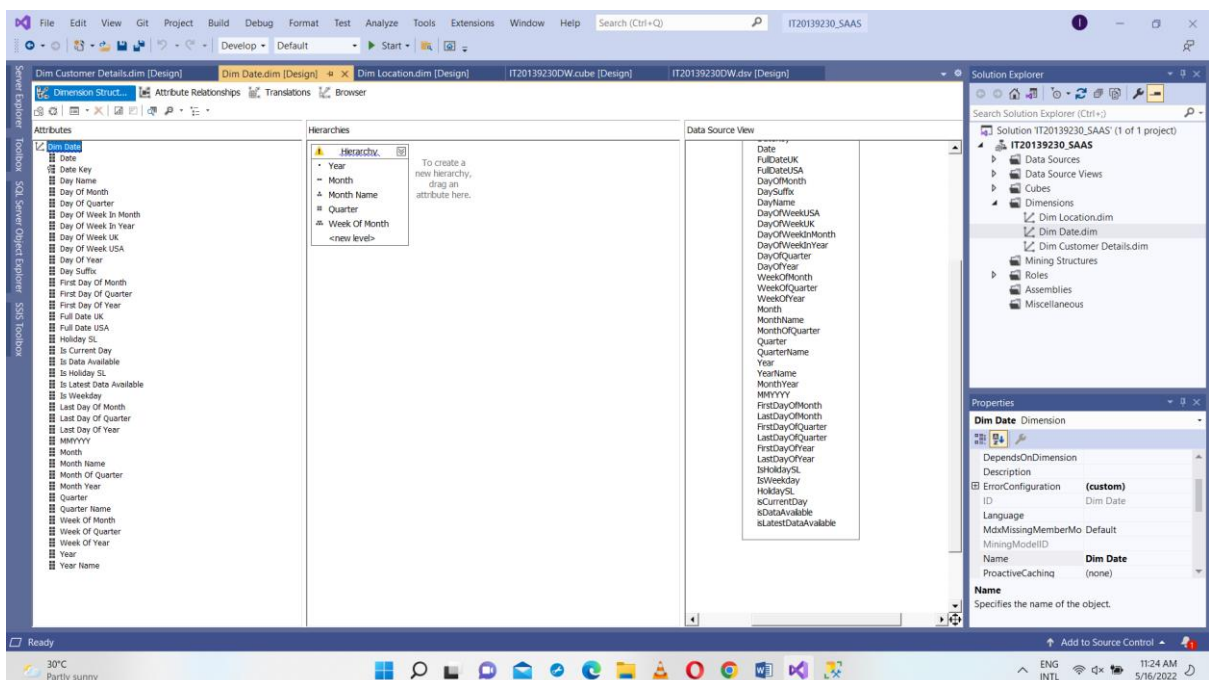 File Edit View Git Project Build Debug Format Test Analyze Tools Extensions Window Help Search (Ctrl+Q) IT20139230_SAAS I
Develop Default Start
Dim Customer Details.dim [Design] Dim Date.dim [Design] Dim Location.dim [Design] IT20139230DW.cube [Design] IT20139230DW.dsv [Design]
Dimension Struct... Attribute Relationships Translations Browser
Server Explorer
Toolbox
SQL Server Object Explorer
SSIS Toolbox
Attributes
Dim Date
Date
Date Key
Day Name
Day Of Month
Day Of Quarter
Day Of Week In Month
Day Of Week In Year
Day Of Week UK
Day Of Week USA
Day Of Year
Day Suffix
First Day Of Month
First Day Of Quarter
First Day Of Year
Full Date UK
Full Date USA
Holiday SL
Is Current Day
Is Data Available
Is Holiday SL
Is Latest Data Available
Is Weekday
Last Day Of Month
Last Day Of Quarter
Last Day Of Year
MMYYYY
Month
Month Name
Month Of Quarter
Month Year
Quarter
Quarter Name
Week Of Month
Week Of Quarter
Week Of Year
Year
Year Name
Hierarchies
Hierarchy
Year
Month
Month Name
Quarter
Week Of Month
<new level>
To create a
new hierarchy,
drag an
attribute here.
Data Source View
Date
FullDateUK
FullDateUSA
DayOfMonth
DaySuffix
DayName
DayOfWeekUSA
DayOfWeekUK
DayOfWeekInMonth
DayOfWeekInYear
DayOfQuarter
DayOfYear
WeekOfMonth
WeekOfQuarter
WeekOfYear
Month
MonthName
MonthOfQuarter
Quarter
QuarterName
Year
YearName
MonthYear
MMYYYY
FirstDayOfMonth
LastDayOfMonth
FirstDayOfQuarter
LastDayOfQuarter
FirstDayOfYear
LastDayOfYear
IsHolidaySL
IsWeekday
HolidaySL
isCurrentDay
isDataAvailable
isLatestDataAvailable
Solution Explorer
Search Solution Explorer (Ctrl+;)
Solution 'IT20139230_SAAS' (1 of 1 project)
IT20139230_SAAS
Data Sources
Data Source Views
Cubes
Dimensions
Dim Location.dim
Dim Date.dim
Dim Customer Details.dim
Mining Structures
Roles
Assemblies
Miscellaneous
Properties
Dim Date Dimension
DependsOnDimension
Description
ErrorConfiguration (custom)
ID Dim Date
Language
MdxMissingMemberMo Default
MiningModelID
Name Dim Date
ProactiveCaching (none)
Name
Specifies the name of the object.
Ready Add to Source Control
30°C
Partly sunny
ENG
INTL
11:24 AM
5/16/2022